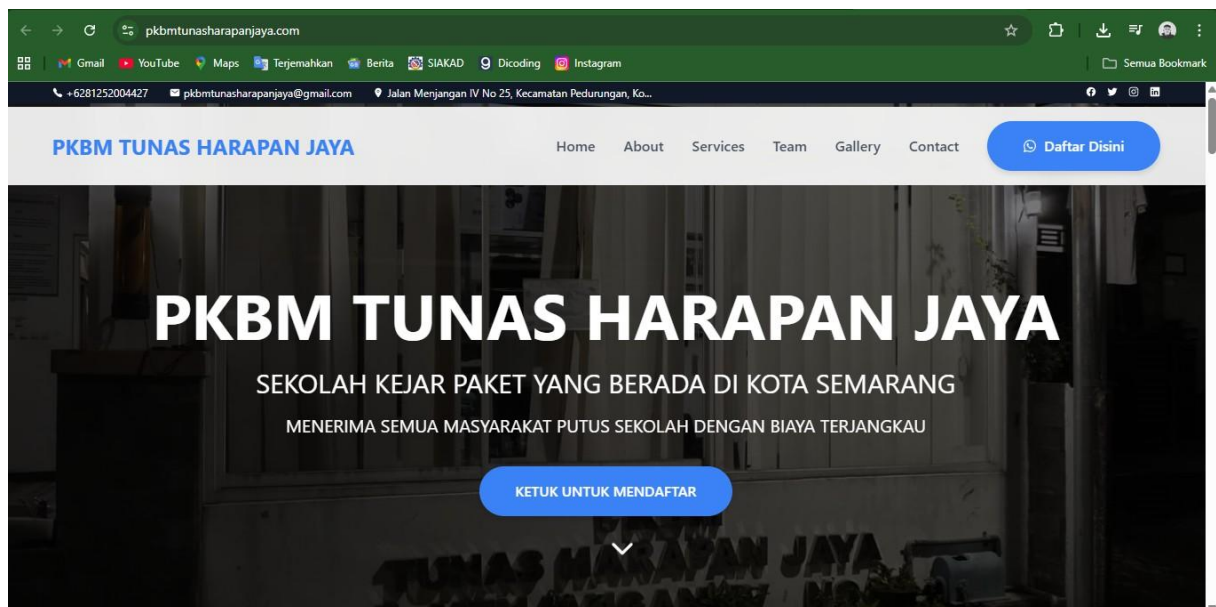 pkbmtunasharapanjaya.com
Gmail YouTube Maps Terjemahkan Berita SIAKAD Dicoding Instagram Semua Bookmark
+6281252004427 pkbmtunasharapanjaya@gmail.com Jalan Menjangan IV No 25, Kecamatan Pedurungan, Ko...
PKBM TUNAS HARAPAN JAYA Home About Services Team Gallery Contact Daftar Disini
PKBM TUNAS HARAPAN JAYA
SEKOLAH KEJAR PAKET YANG BERADA DI KOTA SEMARANG
MENERIMA SEMUA MASYARAKAT PUTUS SEKOLAH DENGAN BIAYA TERJANGKAU
KETUK UNTUK MENDAFTAR
TUNAS HARAPAN JAYA